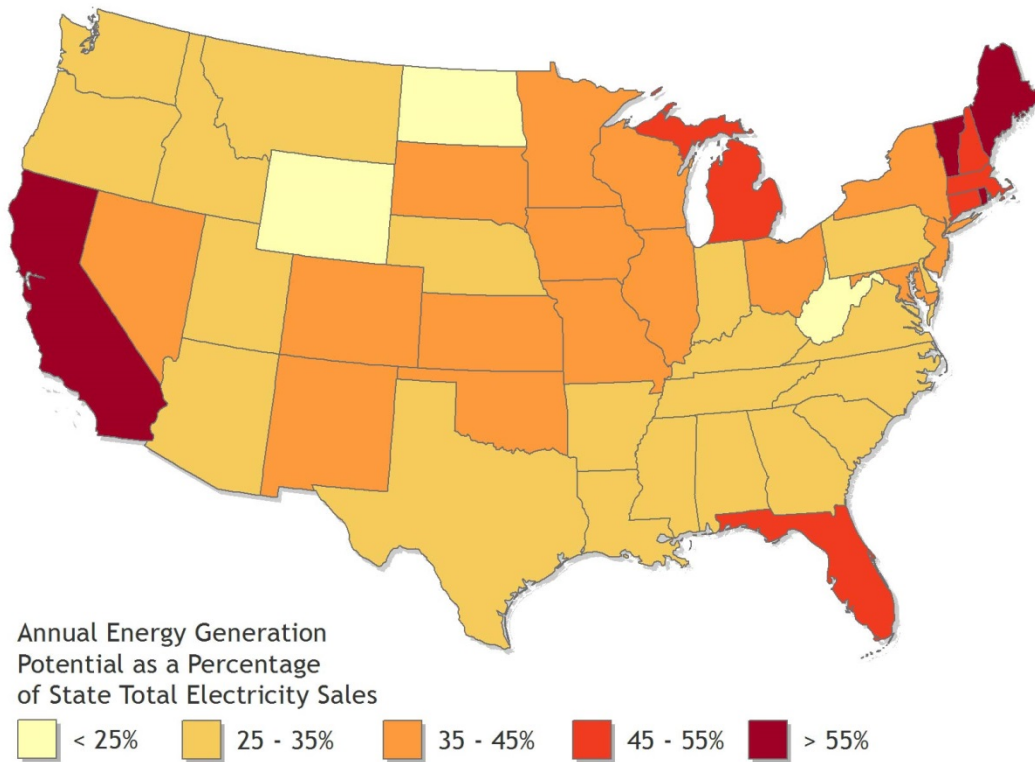 Annual Energy Generation
Potential as a Percentage
of State Total Electricity Sales
< 25%
25 - 35%
35 - 45%
45 - 55%
> 55%